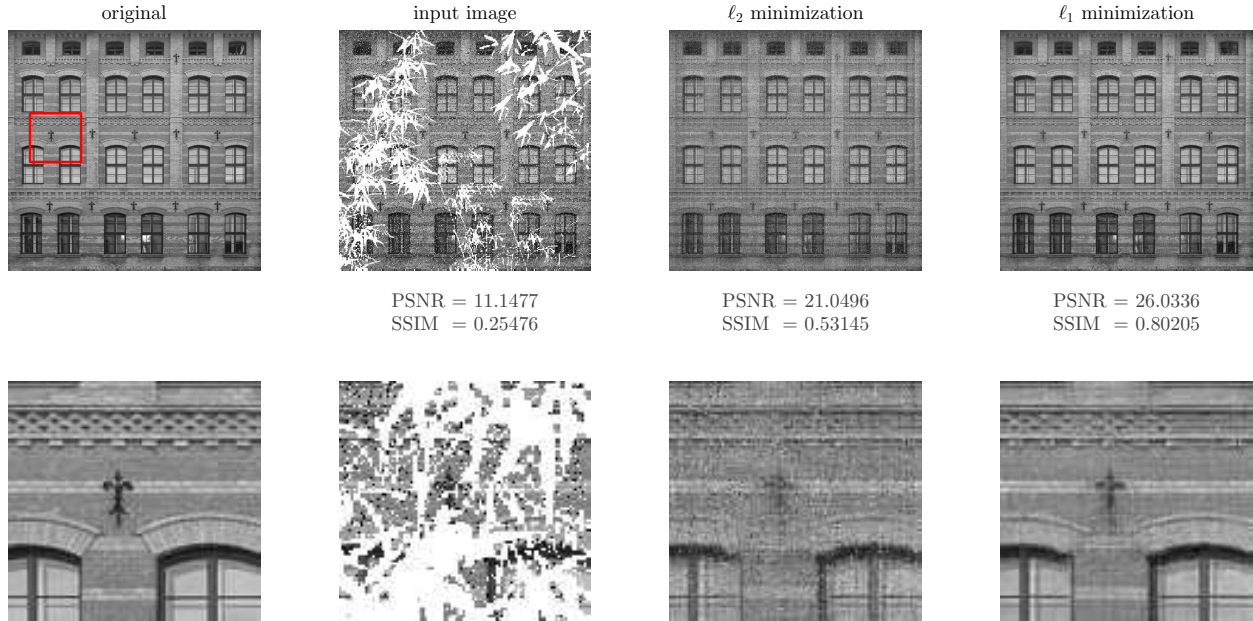 original
input image
ℓ₂ minimization
ℓ₁ minimization
PSNR = 11.1477
SSIM = 0.25476
PSNR = 21.0496
SSIM = 0.53145
PSNR = 26.0336
SSIM = 0.80205